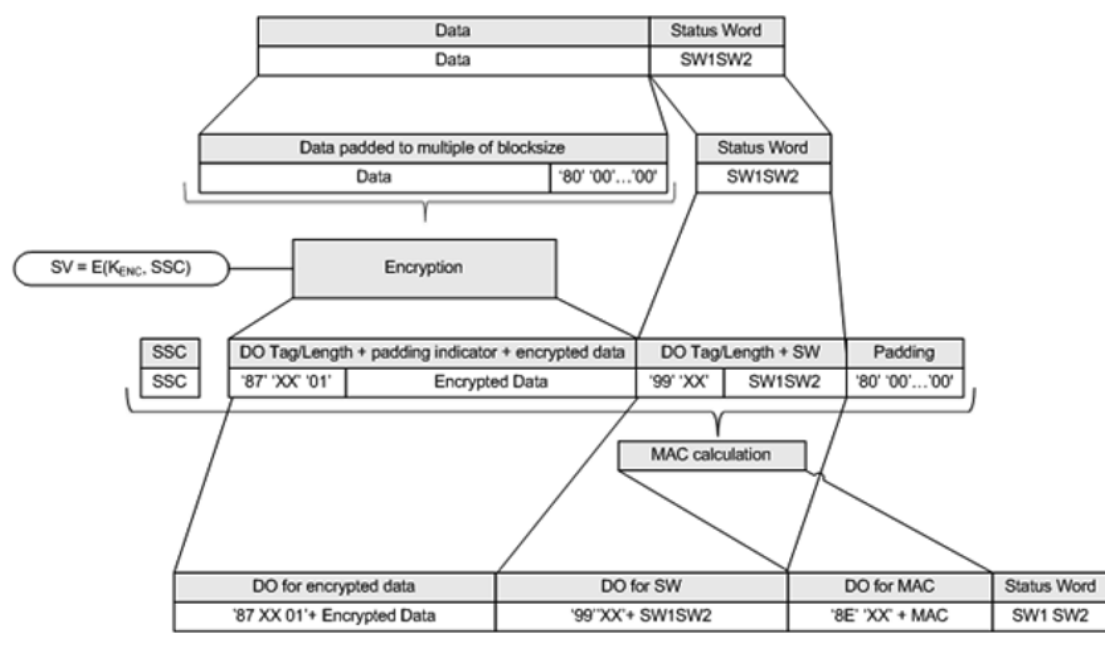 Data Status Word
Data SW1SW2
Data padded to multiple of blocksize Status Word
Data '80' '00'...'00' SW1SW2
SV = E(KENC, SSC) Encryption
SSC DO Tag/Length + padding indicator + encrypted data DO Tag/Length + SW Padding
SSC '87' 'XX' '01' Encrypted Data '99' 'XX' SW1SW2 '80' '00'...'00'
MAC calculation
DO for encrypted data DO for SW DO for MAC Status Word
'87 XX 01'+ Encrypted Data '99''XX'+ SW1SW2 '8E' 'XX' + MAC SW1 SW2